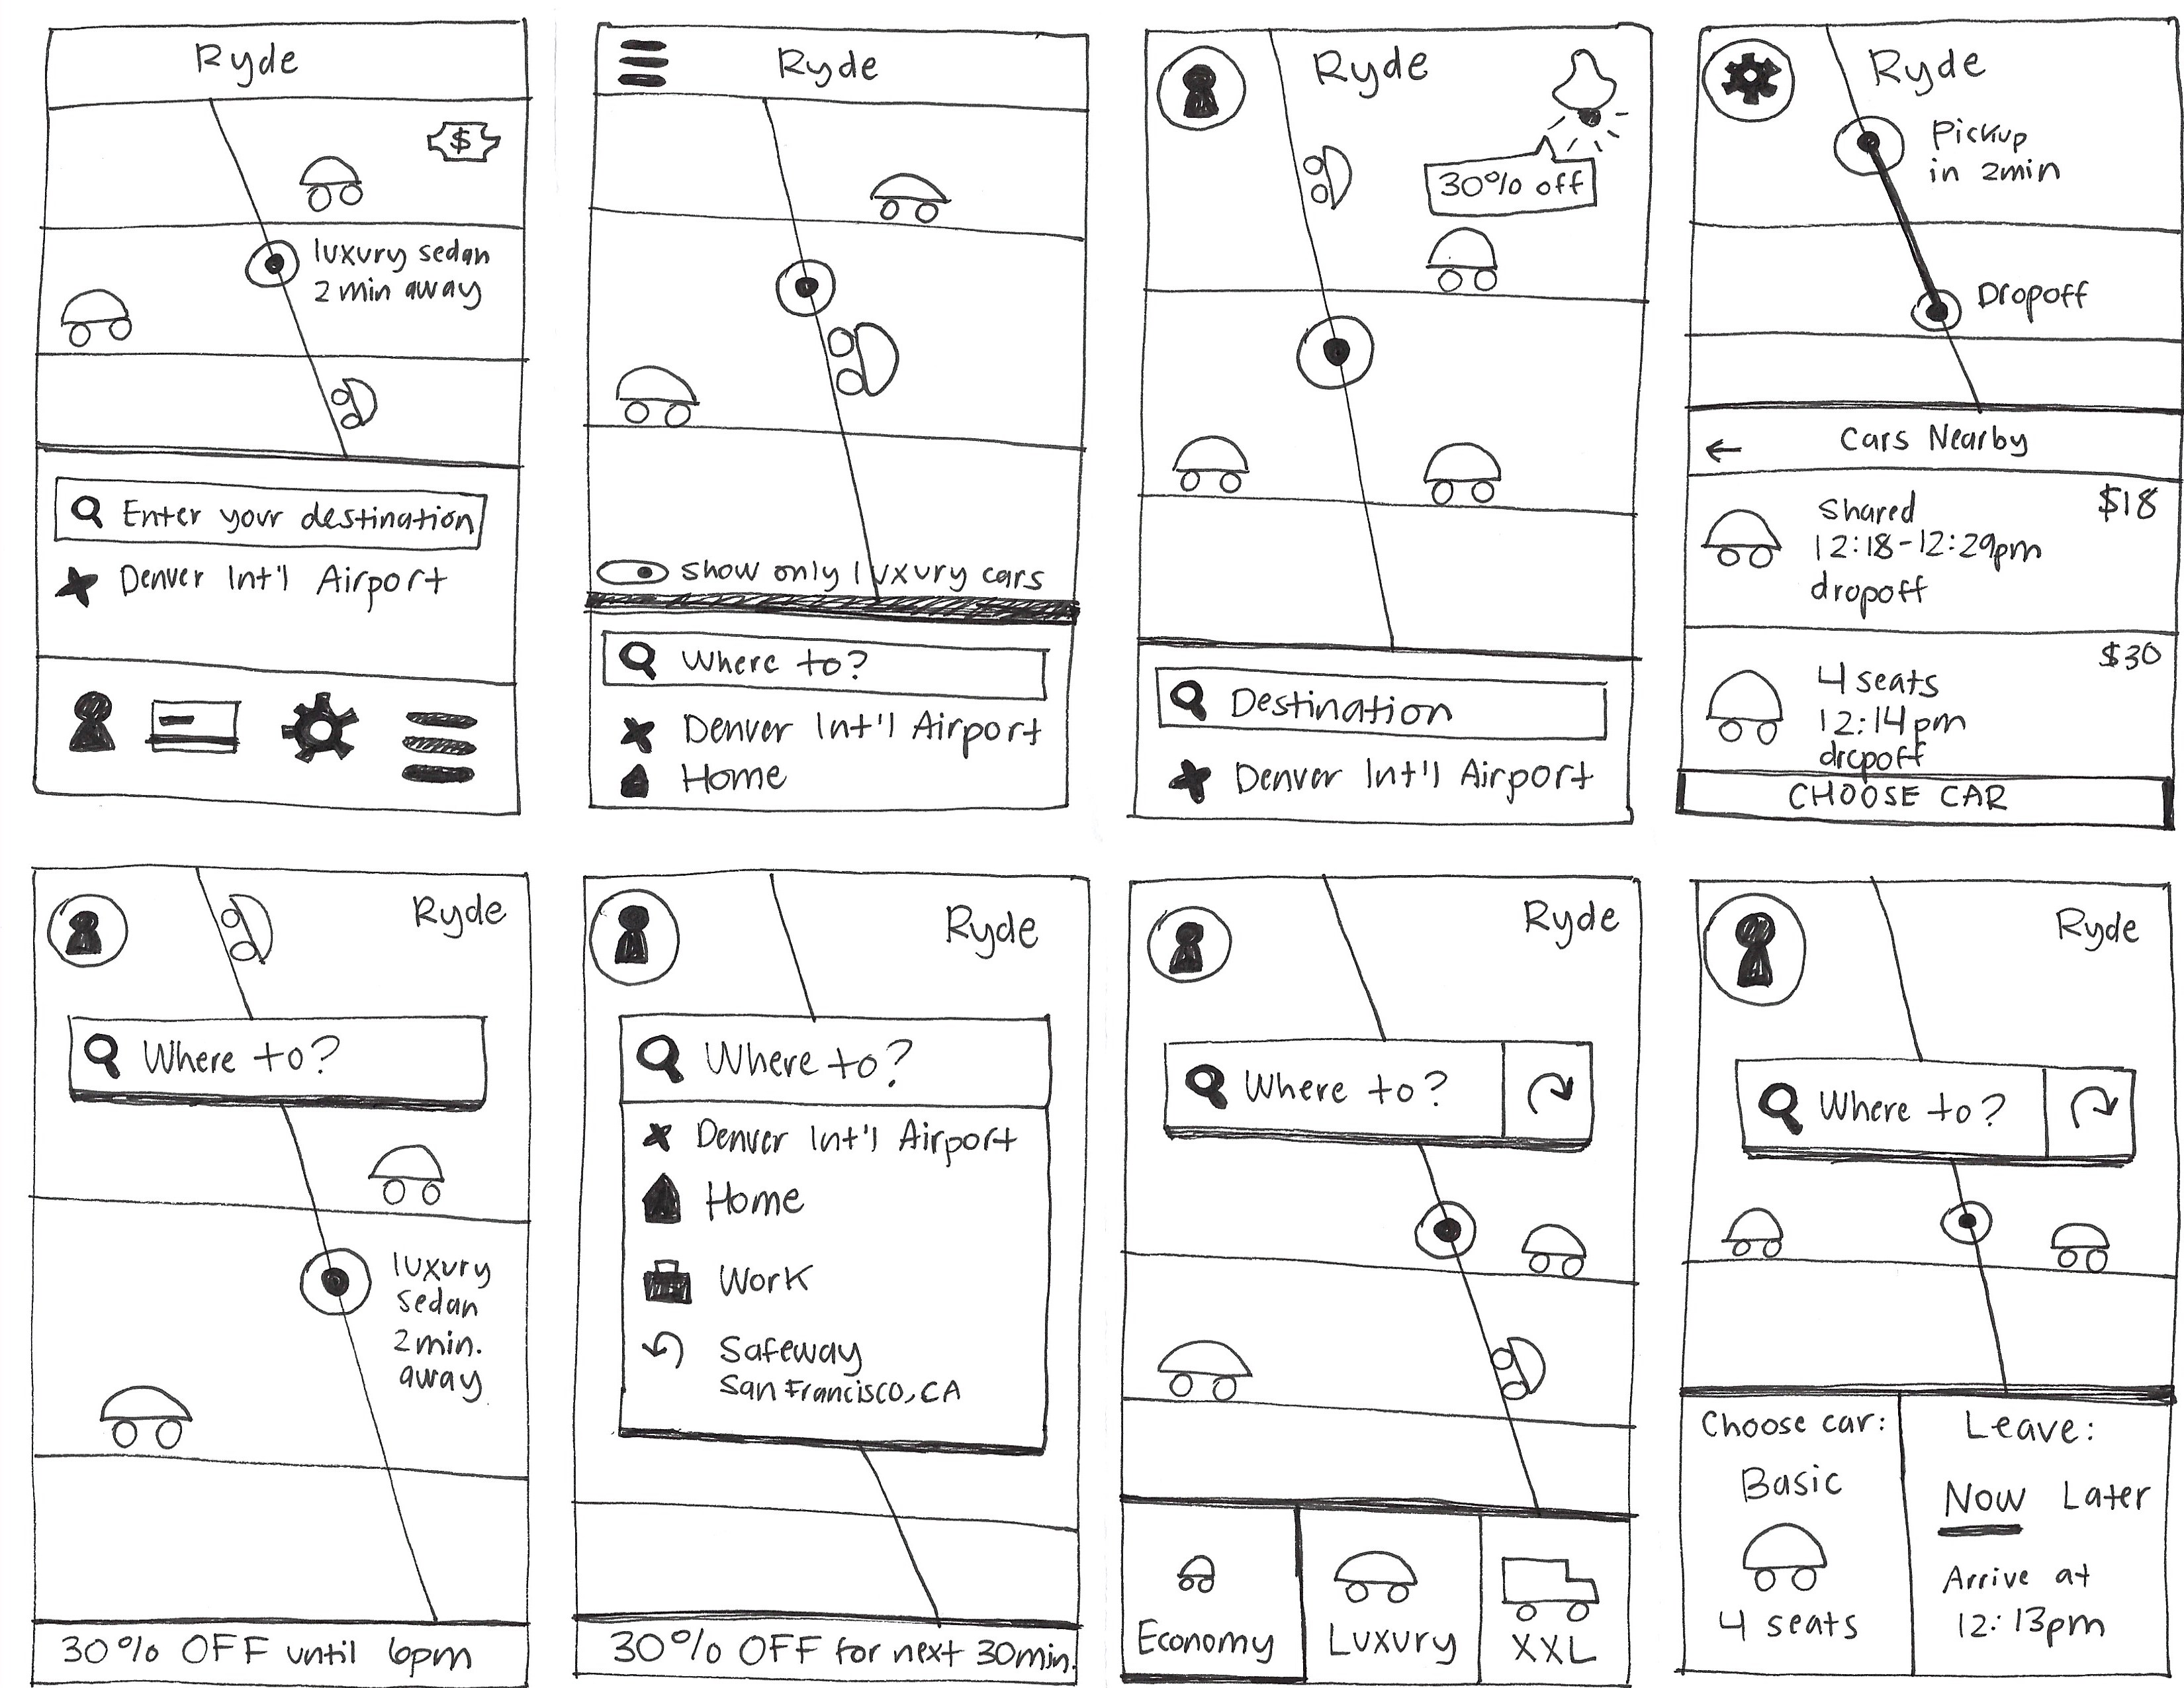 Ryde
$
luxury sedan
2 min away
Enter your destination
Denver Int'l Airport
Ryde
show only luxury cars
Where to?
Denver Int'l Airport
Home
Ryde
30% off
Destination
Denver Int'l Airport
Ryde
Pickup
in 2min
Dropoff
Cars Nearby
Shared
$18
12:18-12:29pm
dropoff
$30
4 seats
12:14pm
dropoff
CHOOSE CAR
Ryde
Where to?
luxury
sedan
2 min.
away
30% OFF until 6pm
Ryde
Where to?
Denver Int'l Airport
Home
Work
Safeway
San Francisco, CA
30% OFF for next 30min.
Ryde
Where to?
Economy
Luxury
XXL
Ryde
Where to?
Choose car:
Basic
4 seats
Leave:
Now Later
Arrive at
12:13pm